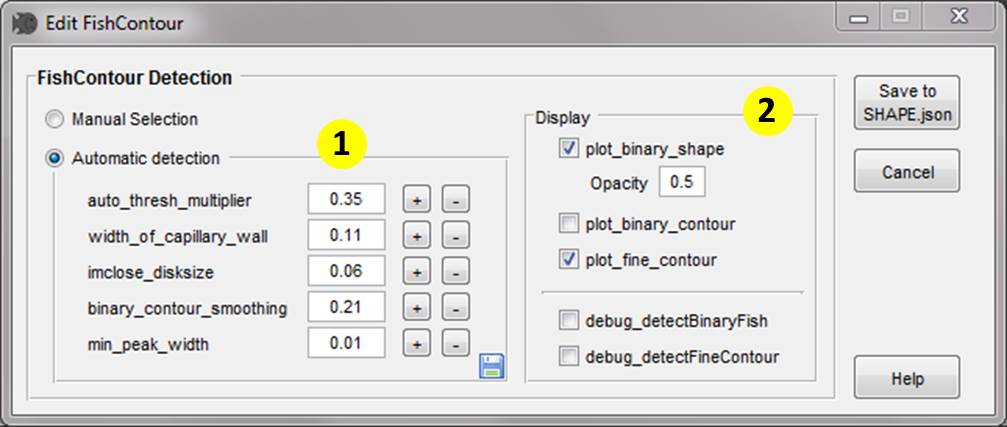 Edit FishContour
FishContour Detection
Manual Selection
1
Automatic detection
auto_thresh_multiplier 0.35 + -
width_of_capillary_wall 0.11 + -
imclose_disksize 0.06 + -
binary_contour_smoothing 0.21 + -
min_peak_width 0.01 + -
2
Display
plot_binary_shape
Opacity 0.5
plot_binary_contour
plot_fine_contour
debug_detectBinaryFish
debug_detectFineContour
Save to
SHAPE.json
Cancel
Help